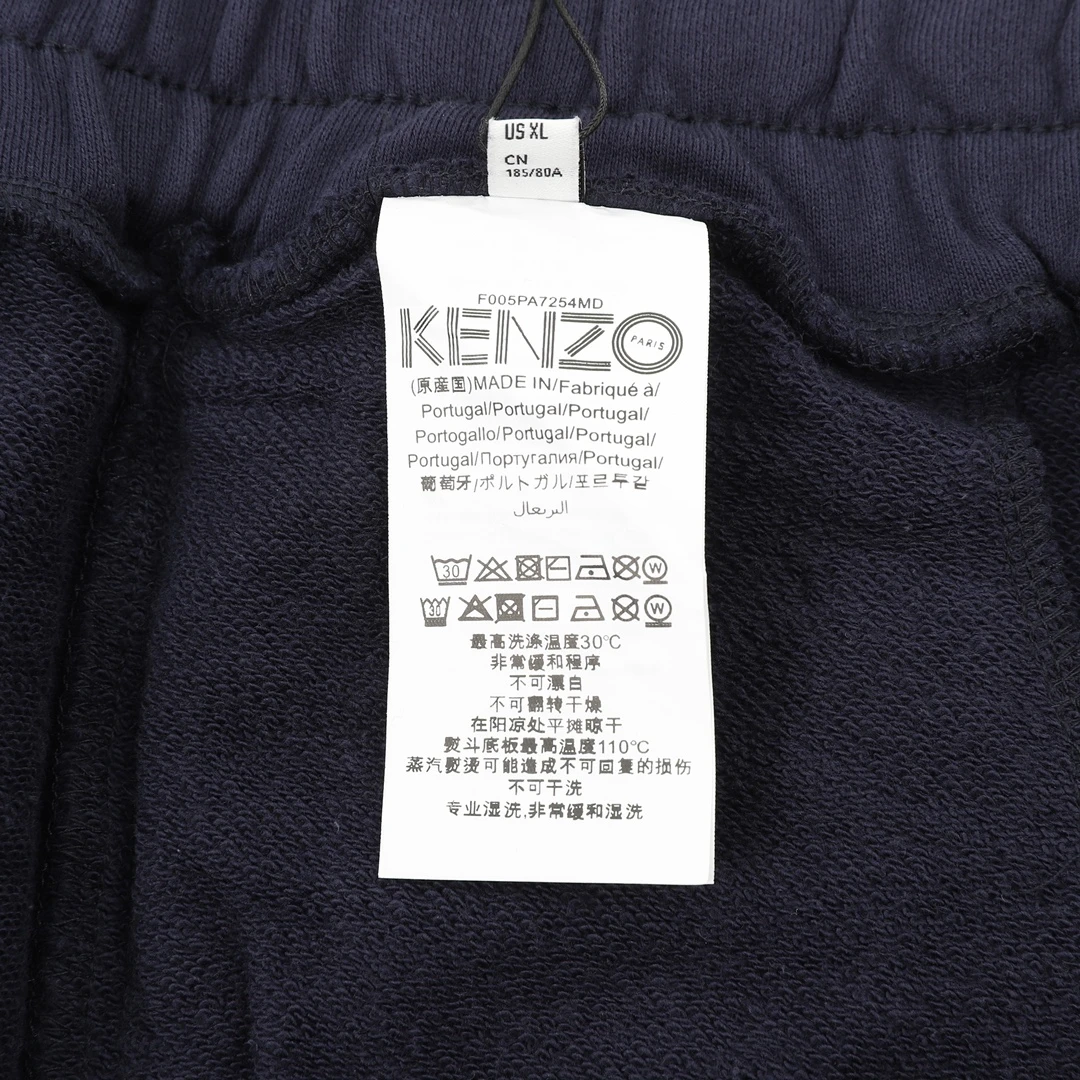 US XL
CN
185/80A
F005PA7254MD
KENZO
PARIS
(原産国)MADE IN/Fabriqué à/
Portugal/Portugal/Portugal/
Portogallo/Portugal/Portugal/
Portugal/Португалия/Portugal/
葡萄牙/ポルトガル/포르투갈
البرتغال
30
W
30
W
最高洗涤温度30℃
非常缓和程序
不可漂白
不可翻转干燥
在阳凉处平摊晾干
熨斗底板最高温度110℃
蒸汽熨烫可能造成不可回复的损伤
不可干洗
专业湿洗,非常缓和湿洗